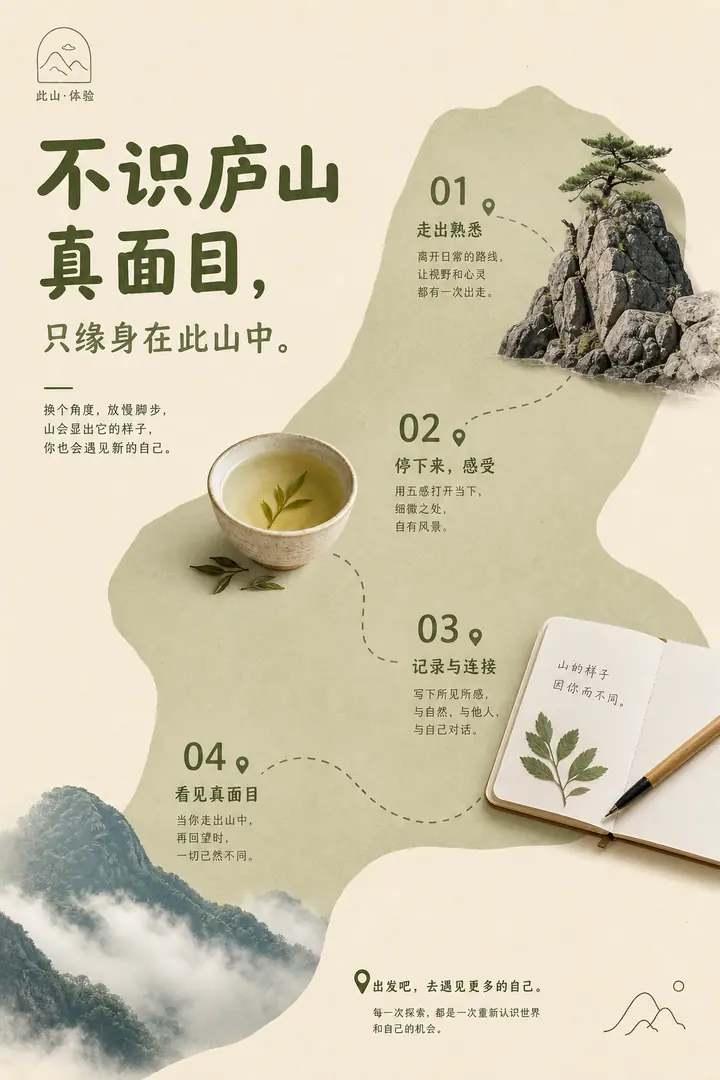 此山·体验
不识庐山
真面目，
只缘身在此山中。
换个角度，放慢脚步，
山会显出它的样子，
你也会遇见新的自己。
01
走出熟悉
离开日常的路线，
让视野和心灵
都有一次出走。
02
停下来，感受
用五感打开当下，
细微之处，
自有风景。
03
记录与连接
写下所见所感，
与自然、与他人、
与自己对话。
山的样子
因你而不同。
04
看见真面目
当你走出山中，
再回望时，
一切已然不同。
出发吧，去遇见更多的自己。
每一次探索，都是一次重新认识世界
和自己的机会。